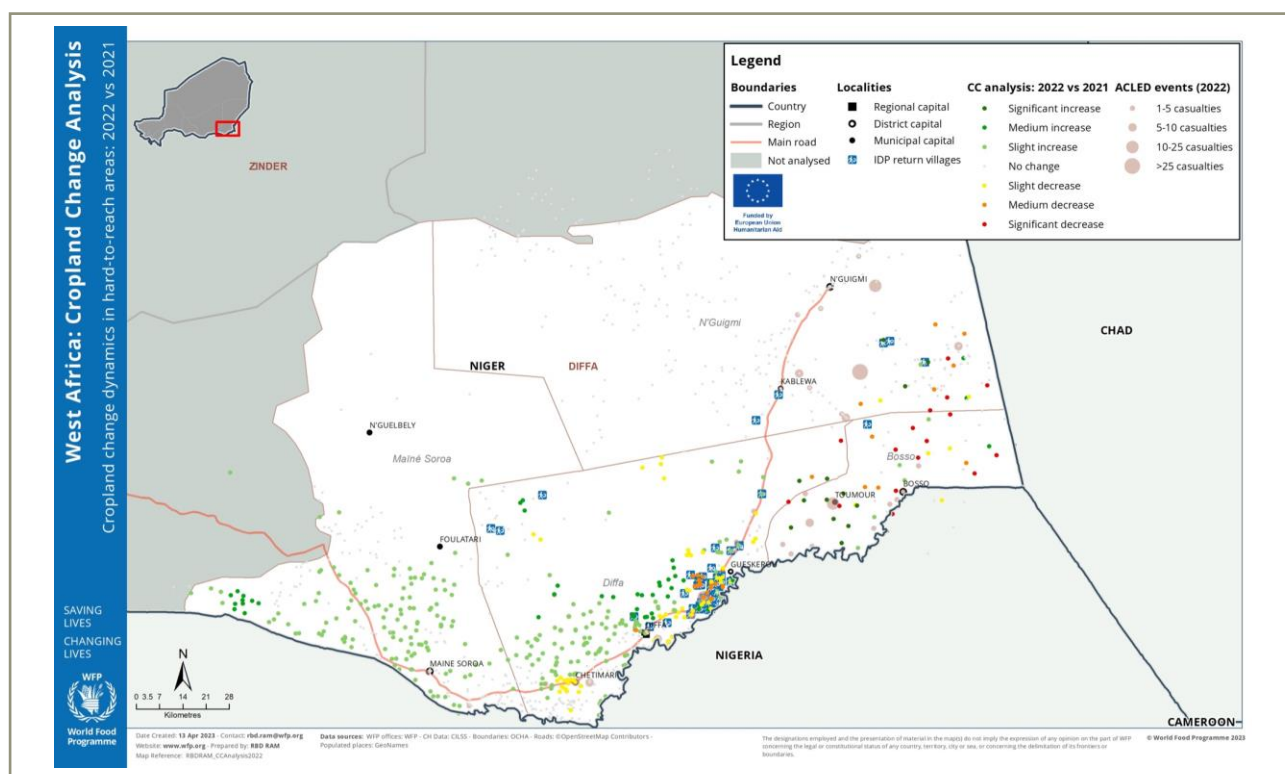 West Africa: Cropland Change Analysis
Cropland change dynamics in hard-to-reach areas: 2022 vs 2021
SAVING
LIVES
CHANGING
LIVES
WFP
World Food
Programme
Legend
Boundaries
Country
Region
Main road
Not analysed
Funded by
European Union
Humanitarian Aid
Localities
Regional capital
District capital
Municipal capital
IDP return villages
CC analysis: 2022 vs 2021
Significant increase
Medium increase
Slight increase
No change
Slight decrease
Medium decrease
Significant decrease
ACLED events (2022)
1-5 casualties
5-10 casualties
10-25 casualties
>25 casualties
ZINDER
N'GUIGMI
N'Guigmi
CHAD
NIGER
DIFFA
KABLEWA
N'GUELBELY
Maïné Soroa
Bosso
BOSSO
TOUMOUR
FOULATARI
GUESKEROU
Diffa
NIGERIA
MAINE SOROA
CHETIMARI
CAMEROON
N
0 3.5 7 14 21 28
Kilometres
Date Created: 13 Apr 2023 · Contact: rbd.ram@wfp.org
Website: www.wfp.org · Prepared by: RBD RAM
Map Reference: RBDRAM_CCAnalysis2022
Data sources: WFP offices: WFP · CH Data: CILSS · Boundaries: OCHA · Roads: ©OpenStreetMap Contributors ·
Populated places: GeoNames
The designations employed and the presentation of material in the map(s) do not imply the expression of any opinion on the part of WFP
concerning the legal or constitutional status of any country, territory, city or sea, or concerning the delimitation of its frontiers or
boundaries.
© World Food Programme 2023